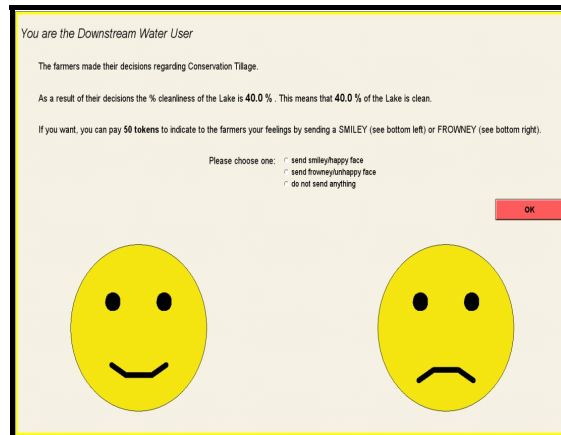 You are the Downstream Water User
The farmers made their decisions regarding Conservation Tillage.
As a result of their decisions the % cleanliness of the Lake is 40.0 % . This means that 40.0 % of the Lake is clean.
If you want, you can pay 50 tokens to indicate to the farmers your feelings by sending a SMILEY (see bottom left) or FROWNEY (see bottom right).
Please choose one: send smiley/happy face
send frowney/unhappy face
do not send anything
OK